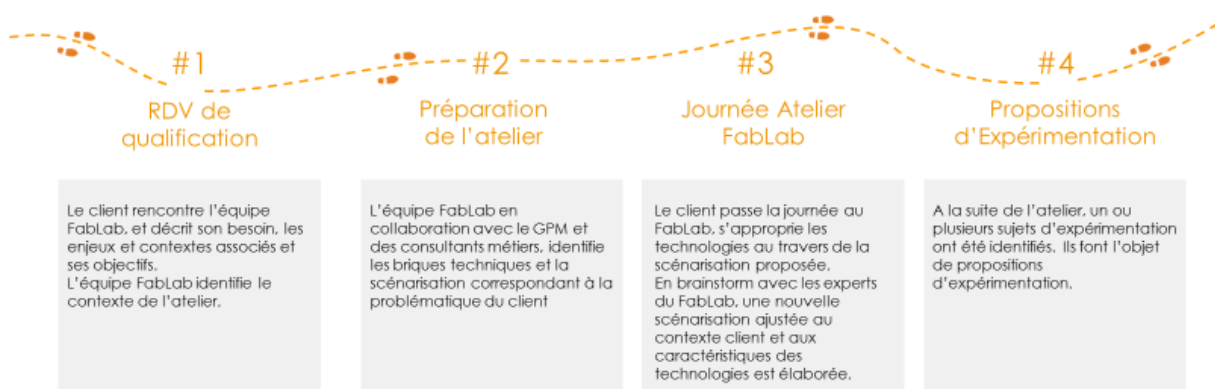 #1
RDV de
qualification
Le client rencontre l'équipe
FabLab, et décrit son besoin, les
enjeux et contextes associés et
ses objectifs.
L'équipe FabLab identifie le
contexte de l'atelier.
#2
Préparation
de l'atelier
L'équipe FabLab en
collaboration avec le GPM et
des consultants métiers, identifie
les briques techniques et la
scénarisation correspondant à la
problématique du client
#3
Journée Atelier
FabLab
Le client passe la journée au
FabLab, s'approprie les
technologies au travers de la
scénarisation proposée.
En brainstorm avec les experts
du FabLab, une nouvelle
scénarisation ajustée au
contexte client et aux
caractéristiques des
technologies est élaborée.
#4
Propositions
d'Expérimentation
A la suite de l'atelier, un ou
plusieurs sujets d'expérimentation
ont été identifiés. Ils font l'objet
de propositions
d'expérimentation.